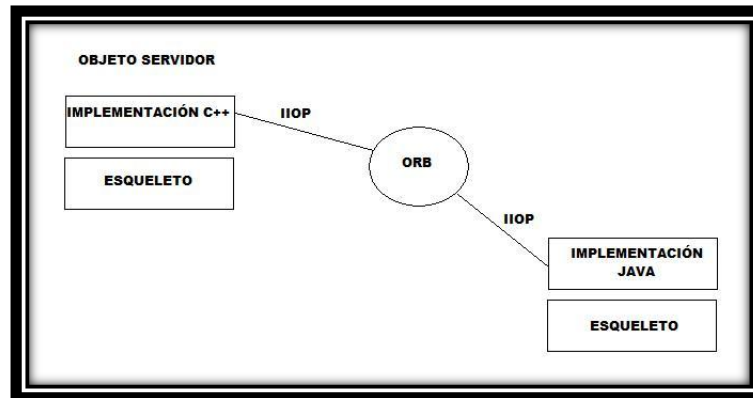 OBJETO SERVIDOR
IMPLEMENTACIÓN C++
IIOP
ESQUELETO
ORB
IIOP
IMPLEMENTACIÓN
JAVA
ESQUELETO